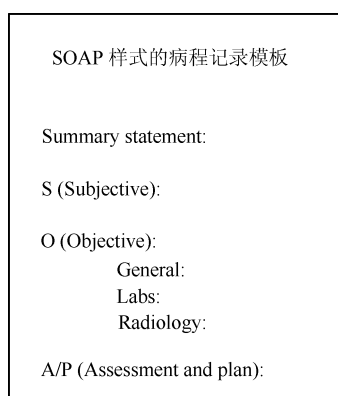 SOAP 样式的病程记录模板
Summary statement:
S (Subjective):
O (Objective):
General:
Labs:
Radiology:
A/P (Assessment and plan):